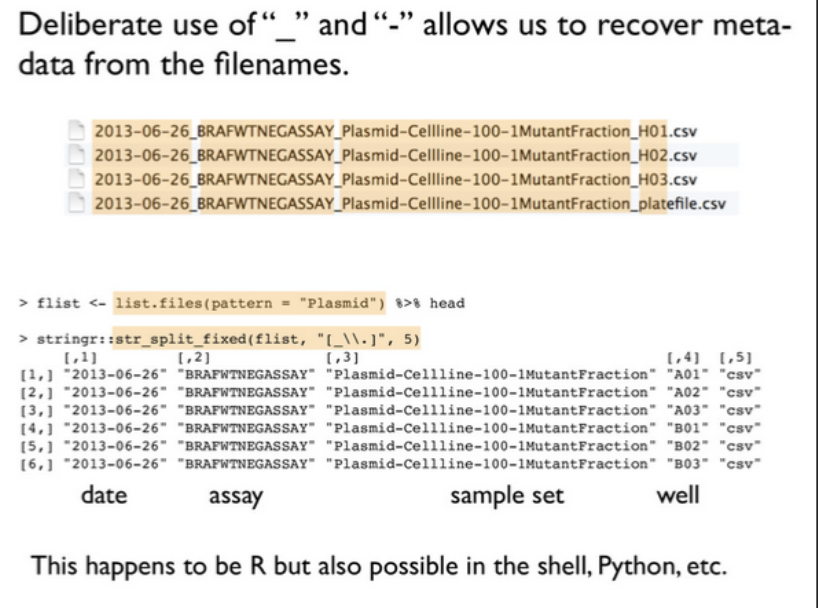 Deliberate use of “_” and “-” allows us to recover meta-
data from the filenames.
2013-06-26_BRAFWTNEGASSAY_Plasmid-Cellline-100-1MutantFraction_H01.csv
2013-06-26_BRAFWTNEGASSAY_Plasmid-Cellline-100-1MutantFraction_H02.csv
2013-06-26_BRAFWTNEGASSAY_Plasmid-Cellline-100-1MutantFraction_H03.csv
2013-06-26_BRAFWTNEGASSAY_Plasmid-Cellline-100-1MutantFraction_platefile.csv
> flist <- list.files(pattern = "Plasmid") %>% head
> stringr::str_split_fixed(flist, "[_\\.]", 5)
[,1] [,2] [,3] [,4] [,5]
[1,] "2013-06-26" "BRAFWTNEGASSAY" "Plasmid-Cellline-100-1MutantFraction" "A01" "csv"
[2,] "2013-06-26" "BRAFWTNEGASSAY" "Plasmid-Cellline-100-1MutantFraction" "A02" "csv"
[3,] "2013-06-26" "BRAFWTNEGASSAY" "Plasmid-Cellline-100-1MutantFraction" "A03" "csv"
[4,] "2013-06-26" "BRAFWTNEGASSAY" "Plasmid-Cellline-100-1MutantFraction" "B01" "csv"
[5,] "2013-06-26" "BRAFWTNEGASSAY" "Plasmid-Cellline-100-1MutantFraction" "B02" "csv"
[6,] "2013-06-26" "BRAFWTNEGASSAY" "Plasmid-Cellline-100-1MutantFraction" "B03" "csv"
date assay sample set well
This happens to be R but also possible in the shell, Python, etc.